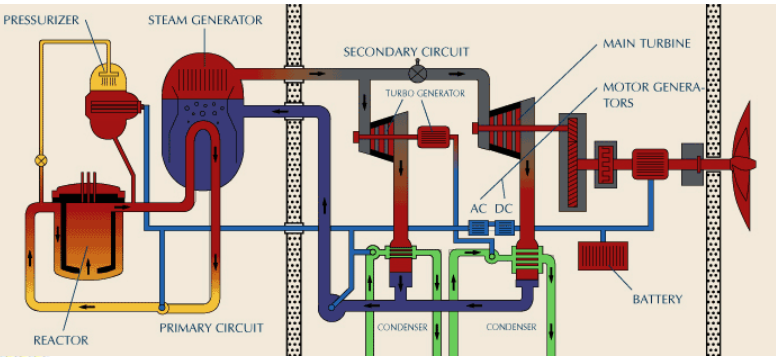 PRESSURIZER
STEAM GENERATOR
SECONDARY CIRCUIT
MAIN TURBINE
TURBO GENERATOR
MOTOR GENERA-
TORS
AC DC
BATTERY
PRIMARY CIRCUIT
CONDENSER
CONDENSER
REACTOR